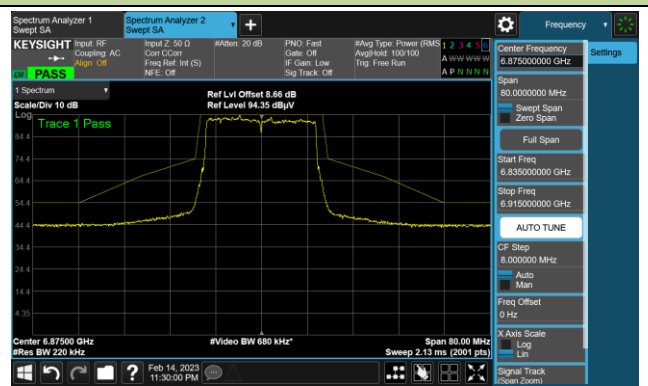 Spectrum Analyzer 1
Swept SA
Spectrum Analyzer 2
Swept SA
+
Frequency
KEYSIGHT
Input: RF
Coupling: AC
Align: Off
Input Z: 50 Ω
Corr CCorr
Freq Ref: Int (S)
NFE: Off
#Atten: 20 dB
PNO: Fast
Gate: Off
IF Gain: Low
Sig Track: Off
#Avg Type: Power (RMS
Avg|Hold: 100/100
Trig: Free Run
1 2 3 4 5 6
A W W W W W
A P N N N N
LXI
PASS
1 Spectrum
Scale/Div 10 dB
Ref Lvl Offset 8.66 dB
Ref Level 94.35 dBµV
Log
Trace 1 Pass
84.4
74.4
64.4
54.4
44.4
34.4
24.4
14.4
4.35
Center 6.87500 GHz
#Res BW 220 kHz
#Video BW 680 kHz*
Span 80.00 MHz
Sweep 2.13 ms (2001 pts)
Feb 14, 2023
11:30:00 PM
Center Frequency
6.875000000 GHz
Settings
Span
80.0000000 MHz
Swept Span
Zero Span
Full Span
Start Freq
6.835000000 GHz
Stop Freq
6.915000000 GHz
AUTO TUNE
CF Step
8.000000 MHz
Auto
Man
Freq Offset
0 Hz
X Axis Scale
Log
Lin
Signal Track
(Span Zoom)